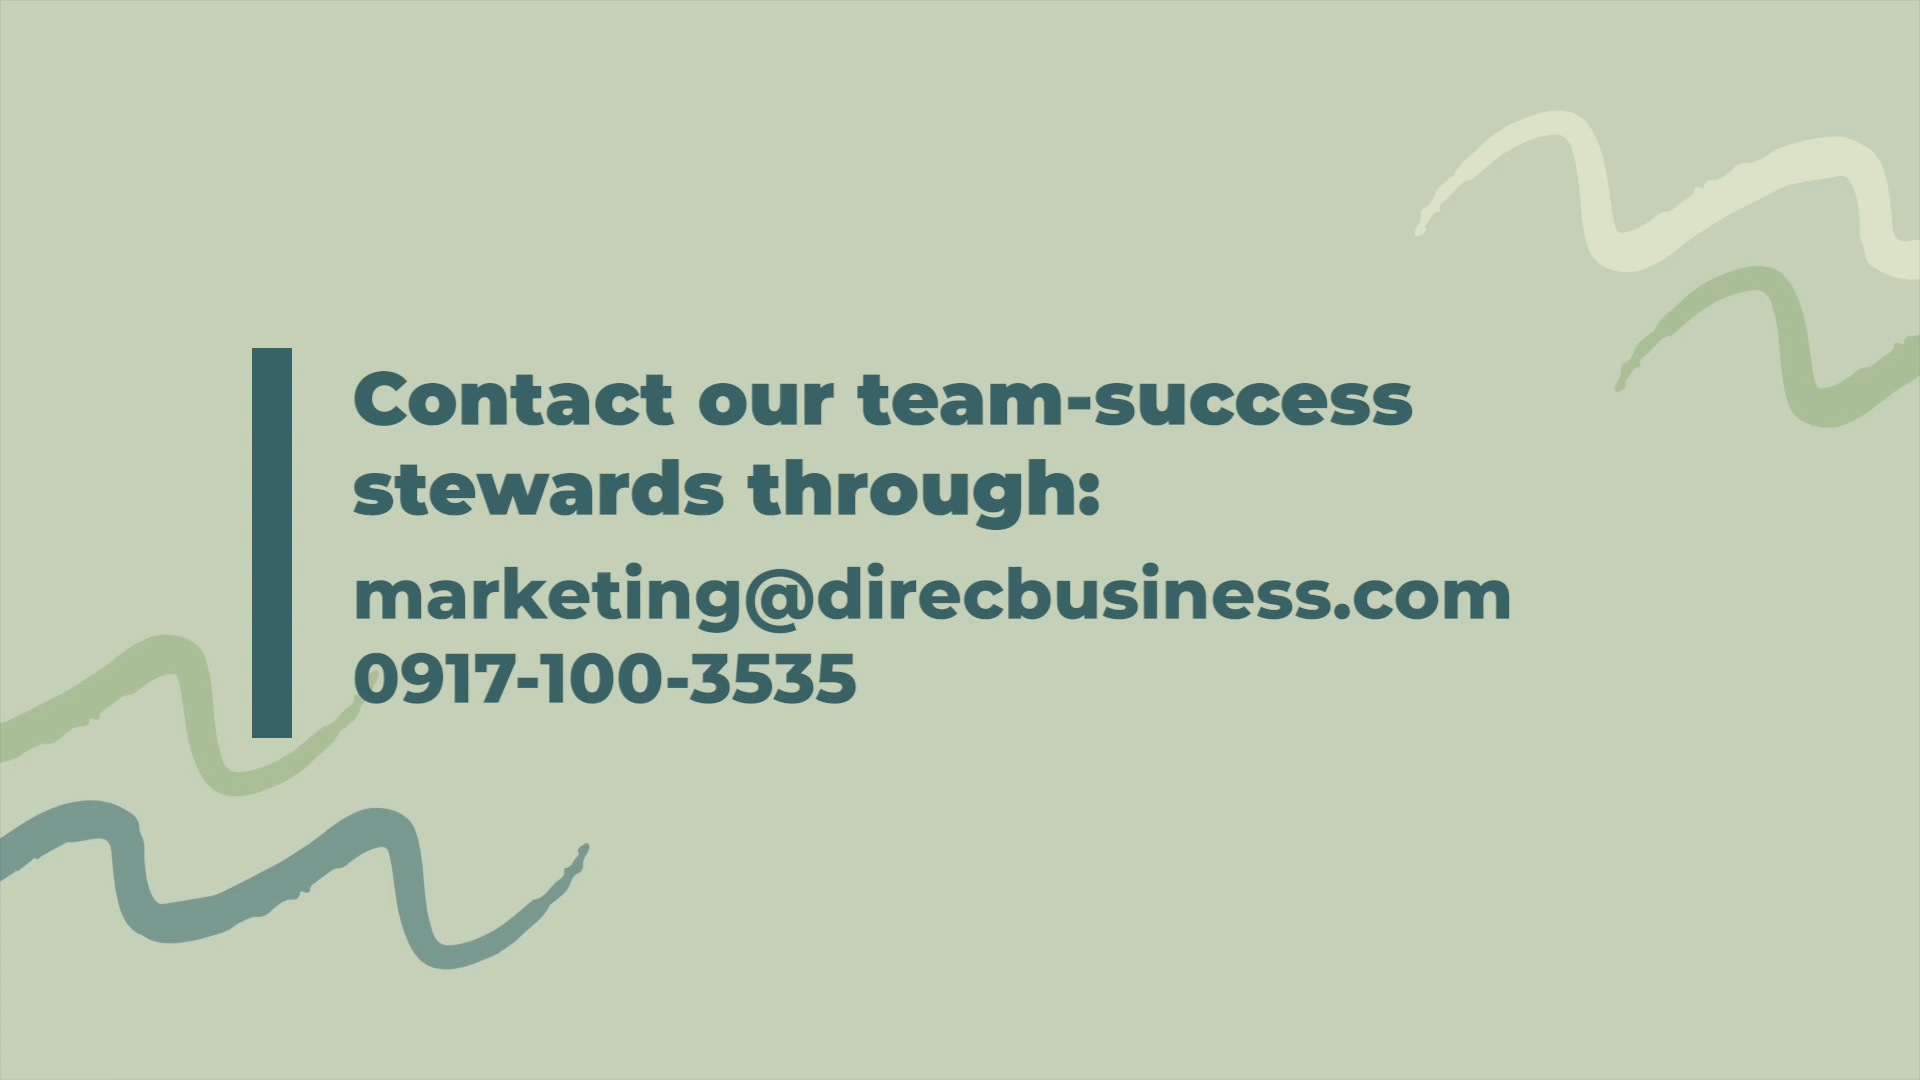 Contact our team-success
stewards through:
marketing@direcbusiness.com
0917-100-3535